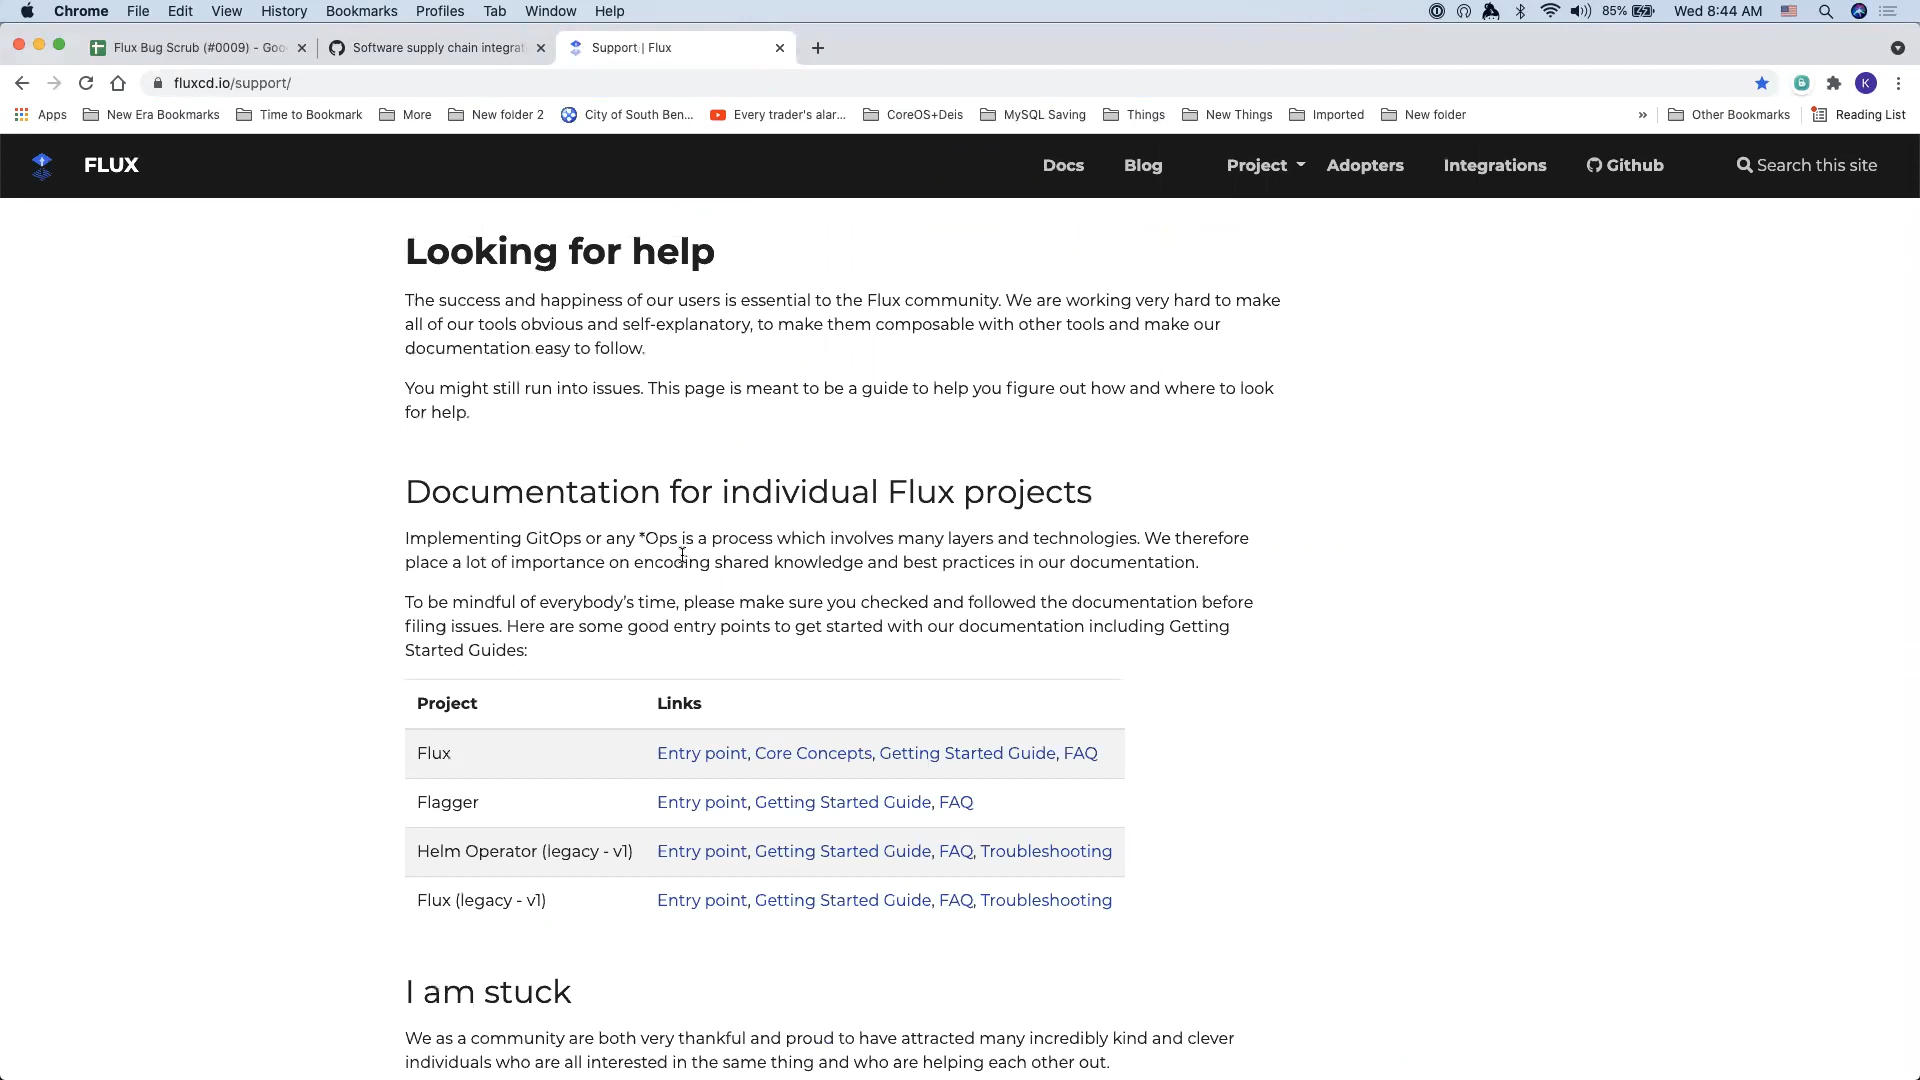 Chrome File Edit View History Bookmarks Profiles Tab Window Help 85% Wed 8:44 AM
Flux Bug Scrub (#0009) - Goo Software supply chain integrat Support | Flux
fluxcd.io/support/ K
Apps New Era Bookmarks Time to Bookmark More New folder 2 City of South Ben... Every trader's alar... CoreOS+Deis MySQL Saving Things New Things Imported New folder » Other Bookmarks Reading List
FLUX Docs Blog Project Adopters Integrations Github Search this site
Looking for help
The success and happiness of our users is essential to the Flux community. We are working very hard to make
all of our tools obvious and self-explanatory, to make them composable with other tools and make our
documentation easy to follow.
You might still run into issues. This page is meant to be a guide to help you figure out how and where to look
for help.
Documentation for individual Flux projects
Implementing GitOps or any *Ops is a process which involves many layers and technologies. We therefore
place a lot of importance on encoding shared knowledge and best practices in our documentation.
To be mindful of everybody's time, please make sure you checked and followed the documentation before
filing issues. Here are some good entry points to get started with our documentation including Getting
Started Guides:
Project Links
Flux Entry point, Core Concepts, Getting Started Guide, FAQ
Flagger Entry point, Getting Started Guide, FAQ
Helm Operator (legacy - v1) Entry point, Getting Started Guide, FAQ, Troubleshooting
Flux (legacy - v1) Entry point, Getting Started Guide, FAQ, Troubleshooting
I am stuck
We as a community are both very thankful and proud to have attracted many incredibly kind and clever
individuals who are all interested in the same thing and who are helping each other out.